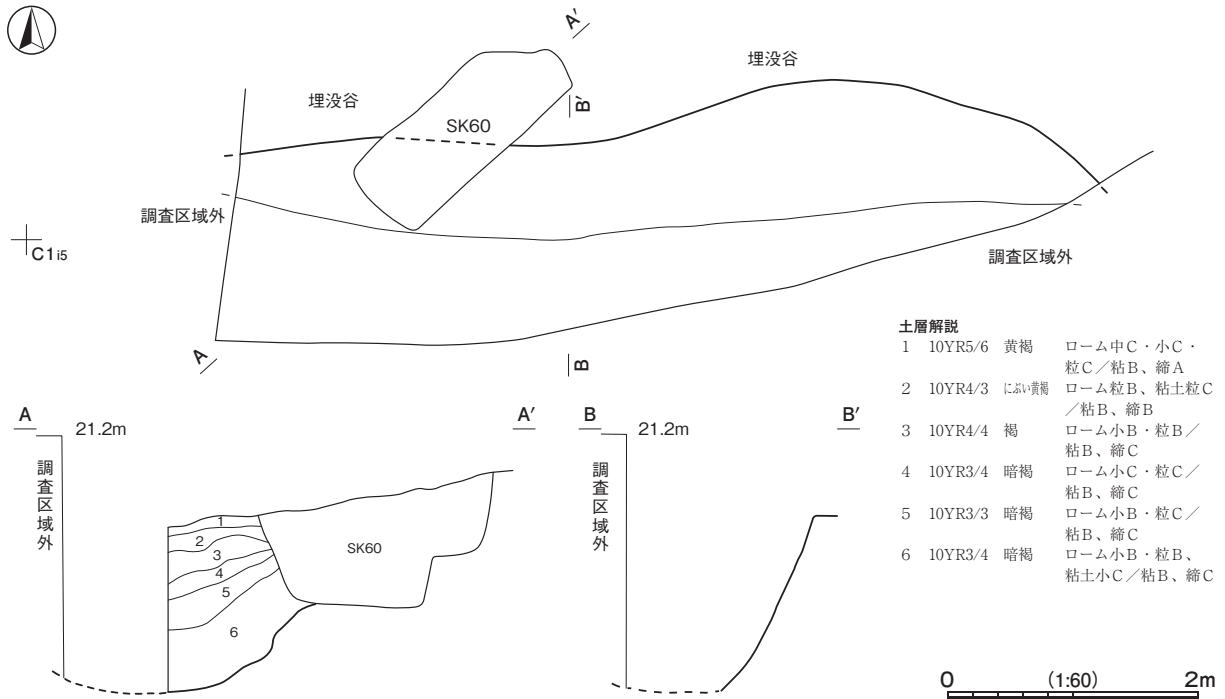 A′
埋没谷
埋没谷
B′
SK60
調査区域外
C1i5
調査区域外
A
B
土層解説
1 10YR5/6 黄褐 ローム中C・小C・
粒C／粘B、締A
2 10YR4/3 にぶい黄褐 ローム粒B、粘土粒C
／粘B、締B
3 10YR4/4 褐 ローム小B・粒B／
粘B、締C
4 10YR3/4 暗褐 ローム小C・粒C／
粘B、締C
5 10YR3/3 暗褐 ローム小B・粒C／
粘B、締C
6 10YR3/4 暗褐 ローム小B・粒B、
粘土小C／粘B、締C
A 21.2m A′
調査区域外
1
2
3
4
5
6
SK60
B 21.2m B′
調査区域外
0 (1:60) 2m